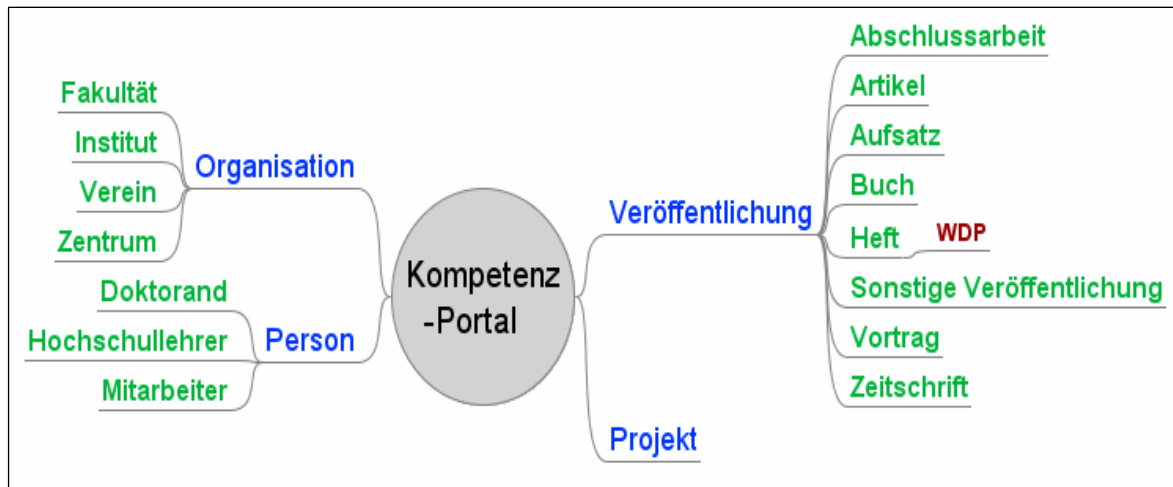 Kompetenz
-Portal
Organisation
Fakultät
Institut
Verein
Zentrum
Person
Doktorand
Hochschullehrer
Mitarbeiter
Veröffentlichung
Abschlussarbeit
Artikel
Aufsatz
Buch
Heft
WDP
Sonstige Veröffentlichung
Vortrag
Zeitschrift
Projekt